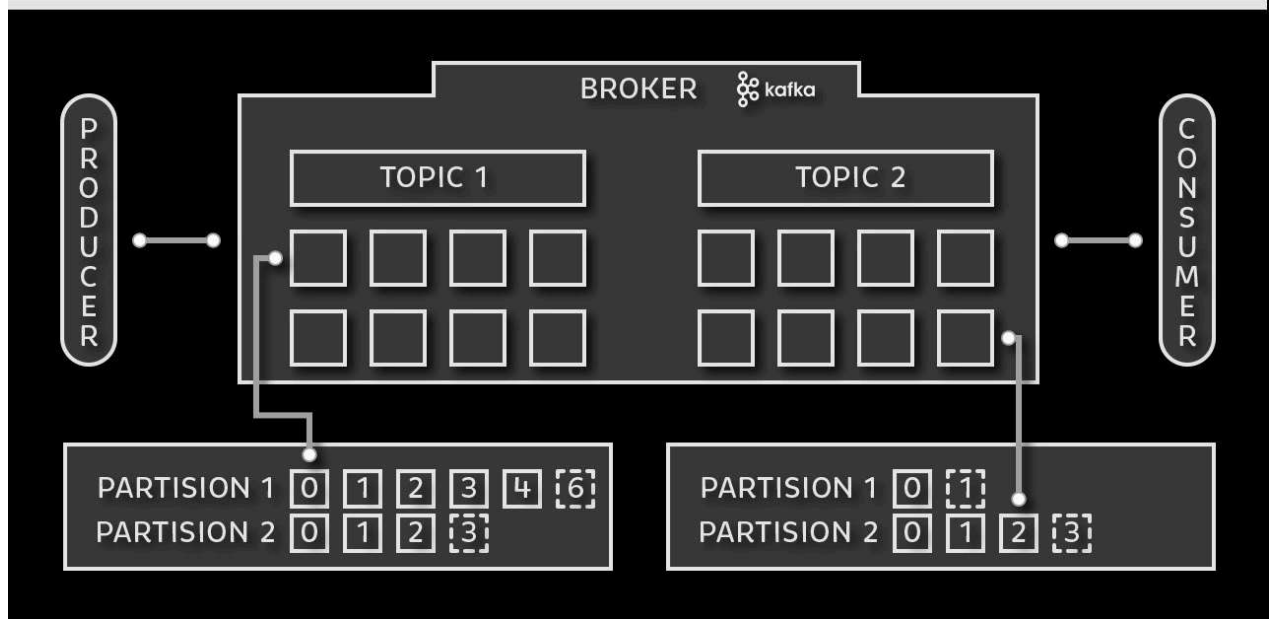 BROKER kafka
PRODUCER
CONSUMER
TOPIC 1
TOPIC 2
PARTISION 1 0 1 2 3 4 6
PARTISION 2 0 1 2 3
PARTISION 1 0 1
PARTISION 2 0 1 2 3